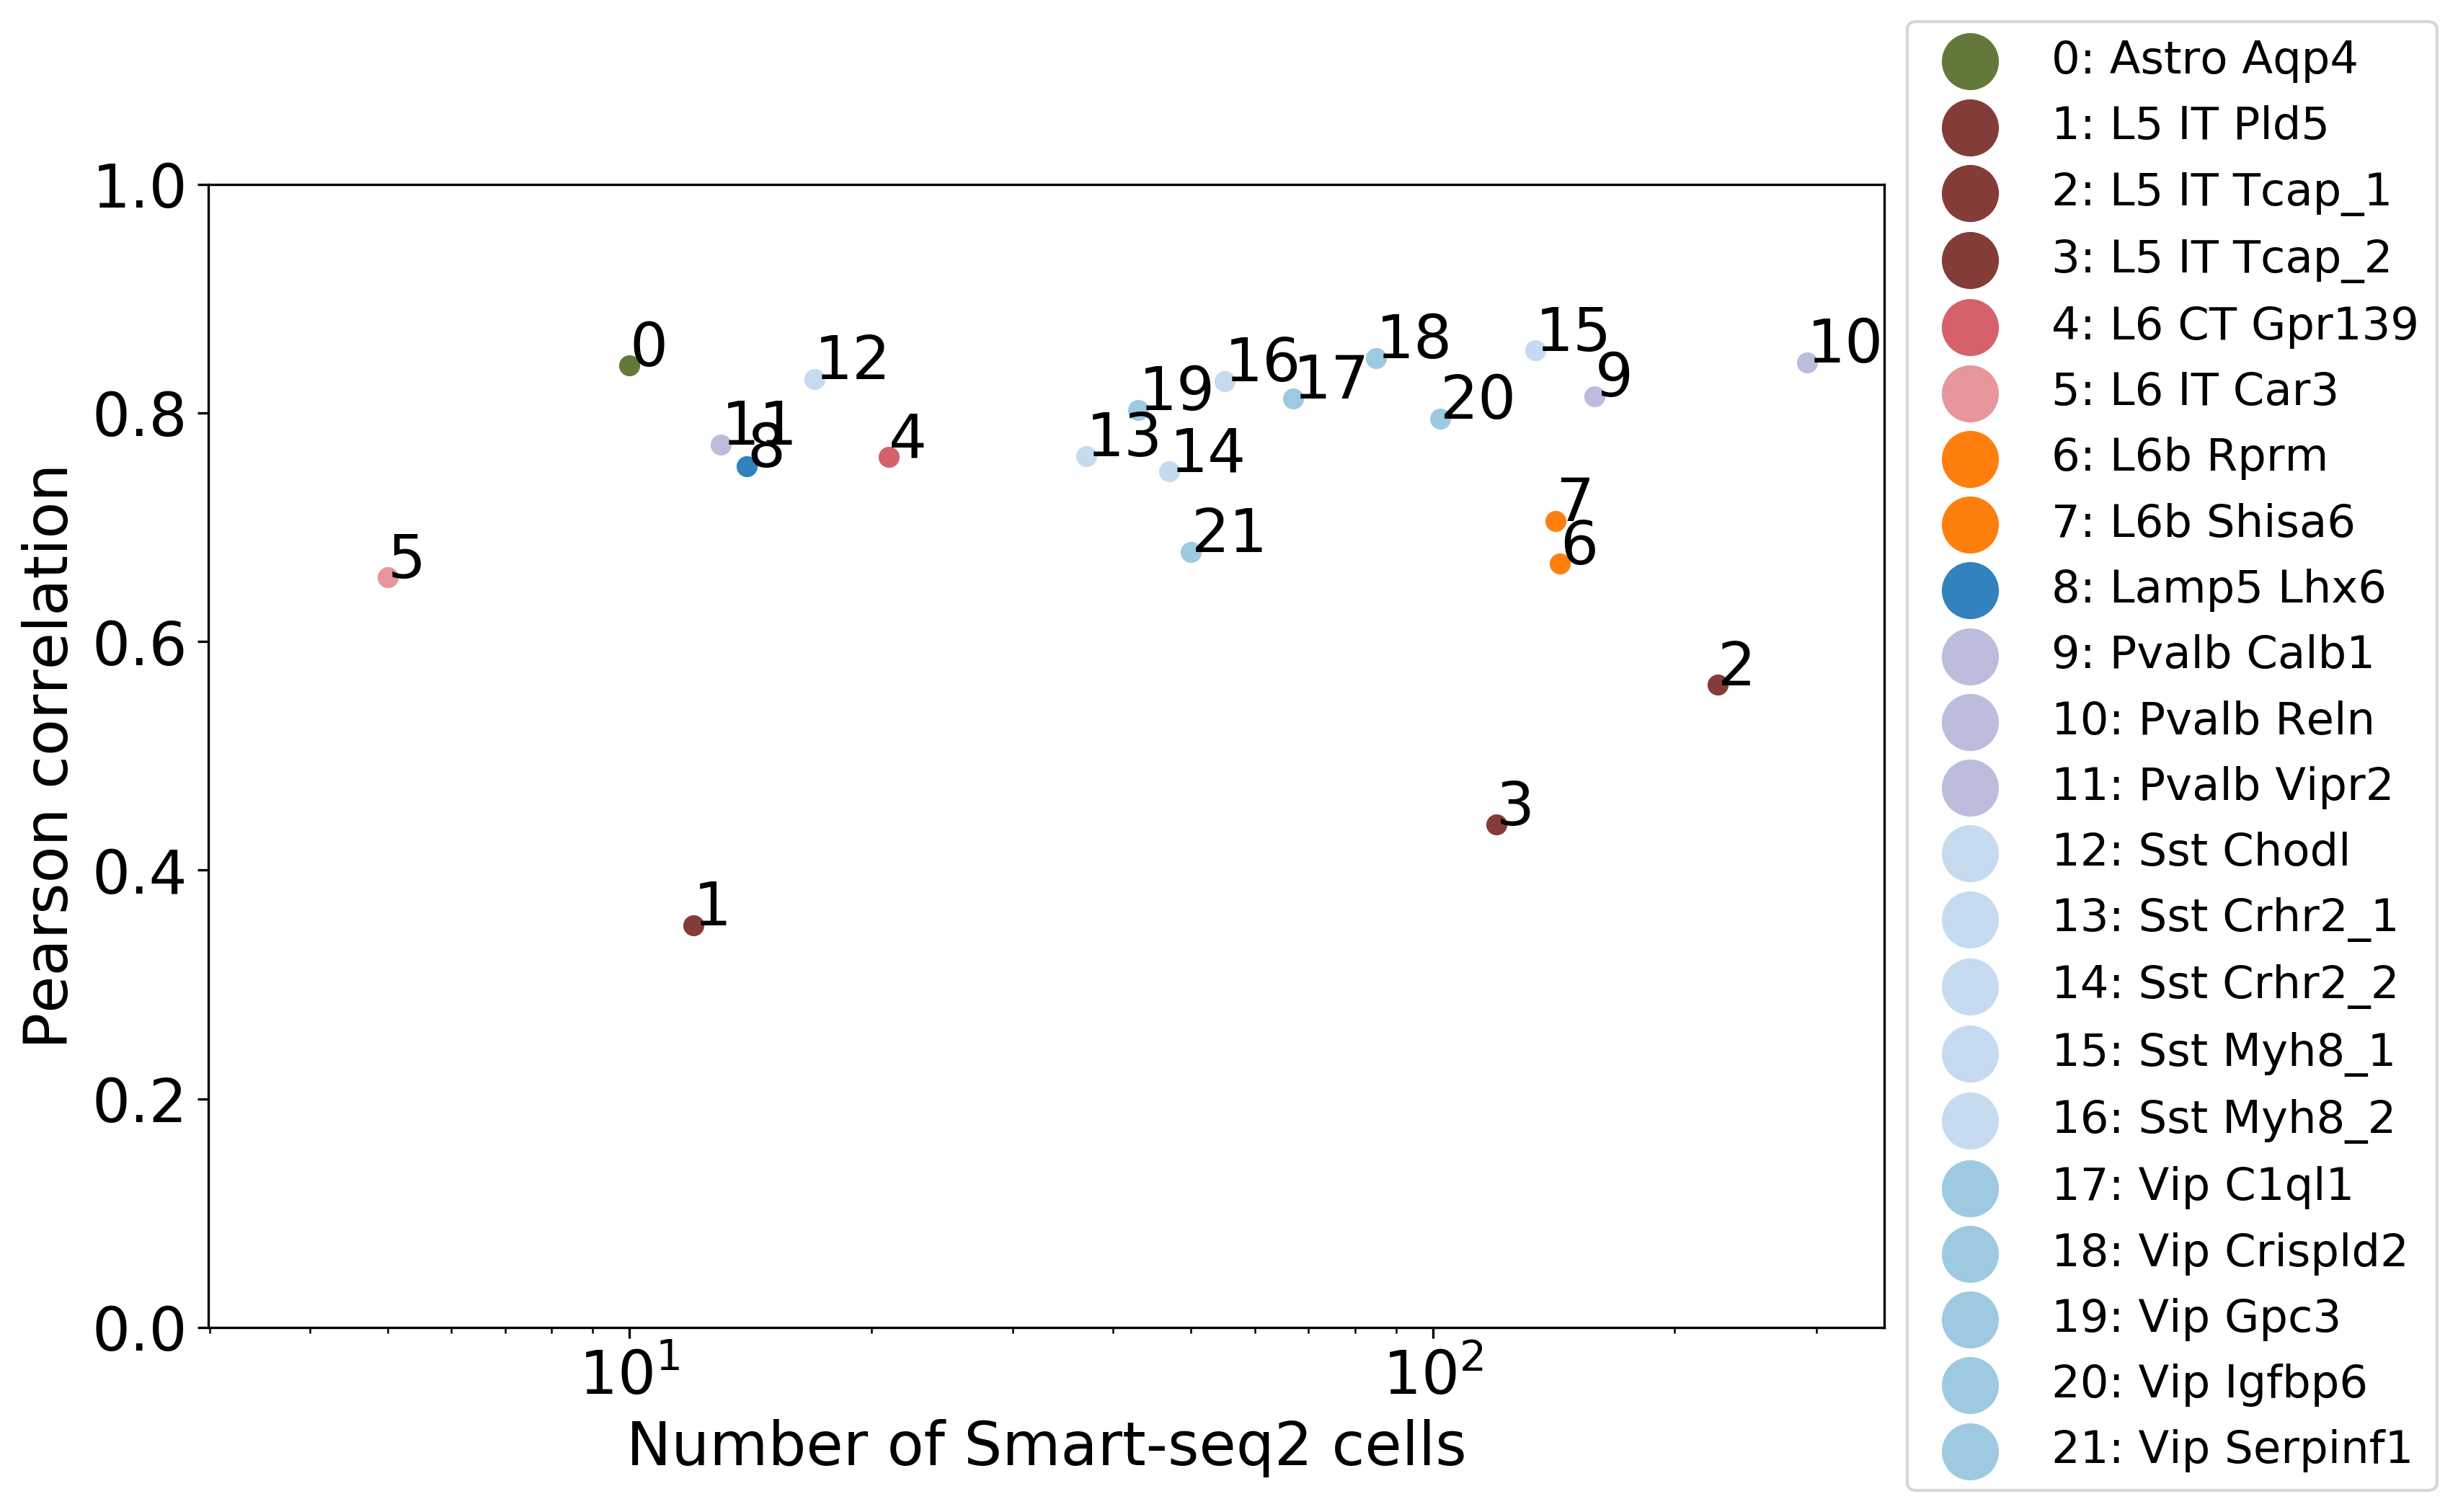 1.0
0.8
0.6
0.4
0.2
0.0
Pearson correlation
0
12
11
8
4
5
1
19
13
14
21
16
17
18
20
15
9
10
7
6
2
3
10¹
10²
Number of Smart-seq2 cells
0: Astro Aqp4
1: L5 IT Pld5
2: L5 IT Tcap_1
3: L5 IT Tcap_2
4: L6 CT Gpr139
5: L6 IT Car3
6: L6b Rprm
7: L6b Shisa6
8: Lamp5 Lhx6
9: Pvalb Calb1
10: Pvalb Reln
11: Pvalb Vipr2
12: Sst Chodl
13: Sst Crhr2_1
14: Sst Crhr2_2
15: Sst Myh8_1
16: Sst Myh8_2
17: Vip C1ql1
18: Vip Crispld2
19: Vip Gpc3
20: Vip Igfbp6
21: Vip Serpinf1